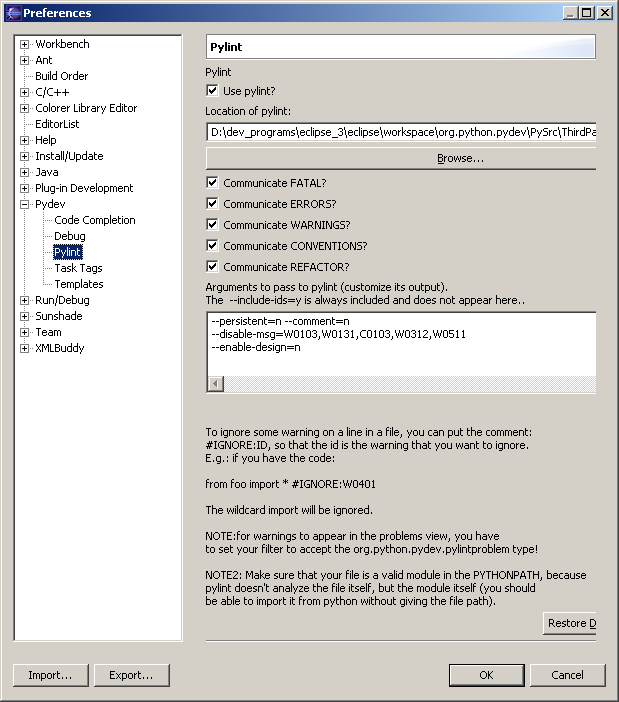 Preferences
Workbench
Ant
Build Order
C/C++
Colorer Library Editor
EditorList
Help
Install/Update
Java
Plug-in Development
Pydev
Code Completion
Debug
Pylint
Task Tags
Templates
Run/Debug
Sunshade
Team
XMLBuddy
Pylint
Pylint
Use pylint?
Location of pylint:
D:\dev_programs\eclipse_3\eclipse\workspace\org.python.pydev\PySrc\ThirdPa
Browse...
Communicate FATAL?
Communicate ERRORS?
Communicate WARNINGS?
Communicate CONVENTIONS?
Communicate REFACTOR?
Arguments to pass to pylint (customize its output).
The --include-ids=y is always included and does not appear here..
--persistent=n --comment=n
--disable-msg=W0103,W0131,C0103,W0312,W0511
--enable-design=n
To ignore some warning on a line in a file, you can put the comment:
#IGNORE:ID, so that the id is the warning that you want to ignore.
E.g.: if you have the code:
from foo import * #IGNORE:W0401
The wildcard import will be ignored.
NOTE:for warnings to appear in the problems view, you have
to set your filter to accept the org.python.pydev.pylintproblem type!
NOTE2: Make sure that your file is a valid module in the PYTHONPATH, because
pylint doesn't analyze the file itself, but the module itself (you should
be able to import it from python without giving the file path).
Restore D
Import...
Export...
OK
Cancel